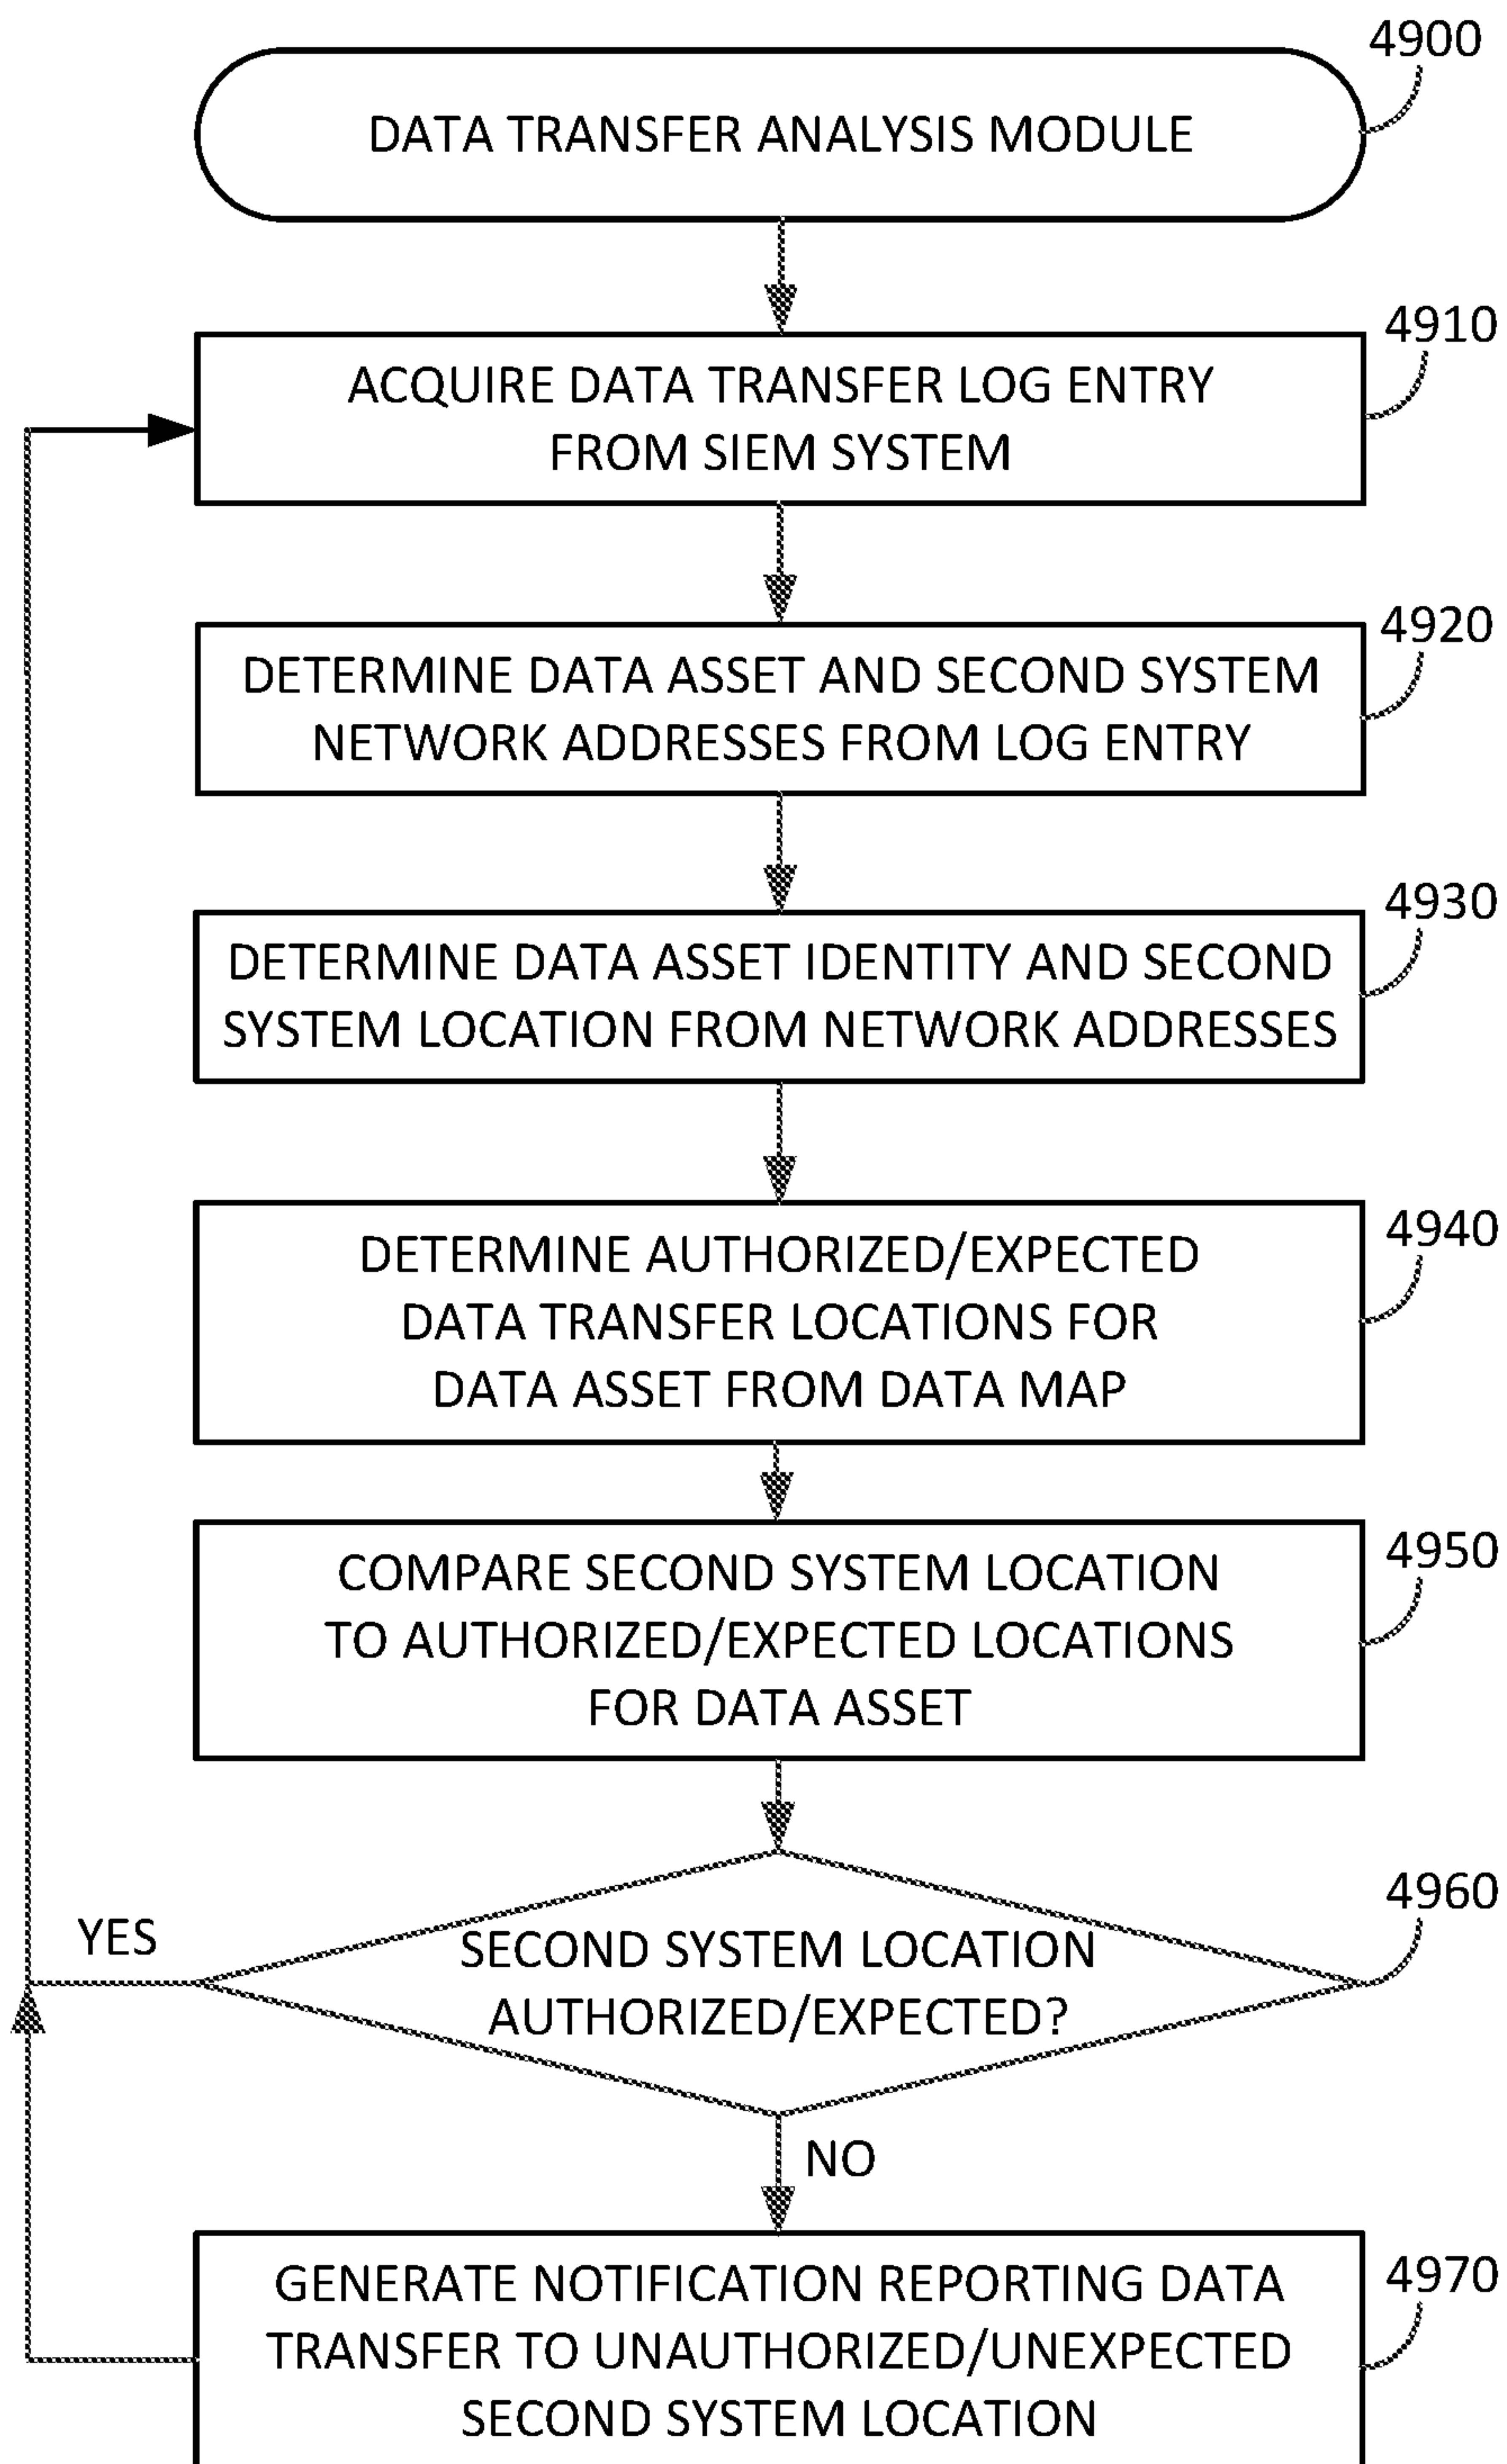 4900
DATA TRANSFER ANALYSIS MODULE
4910
ACQUIRE DATA TRANSFER LOG ENTRY
FROM SIEM SYSTEM
4920
DETERMINE DATA ASSET AND SECOND SYSTEM
NETWORK ADDRESSES FROM LOG ENTRY
4930
DETERMINE DATA ASSET IDENTITY AND SECOND
SYSTEM LOCATION FROM NETWORK ADDRESSES
4940
DETERMINE AUTHORIZED/EXPECTED
DATA TRANSFER LOCATIONS FOR
DATA ASSET FROM DATA MAP
4950
COMPARE SECOND SYSTEM LOCATION
TO AUTHORIZED/EXPECTED LOCATIONS
FOR DATA ASSET
4960
YES
SECOND SYSTEM LOCATION
AUTHORIZED/EXPECTED?
NO
4970
GENERATE NOTIFICATION REPORTING DATA
TRANSFER TO UNAUTHORIZED/UNEXPECTED
SECOND SYSTEM LOCATION